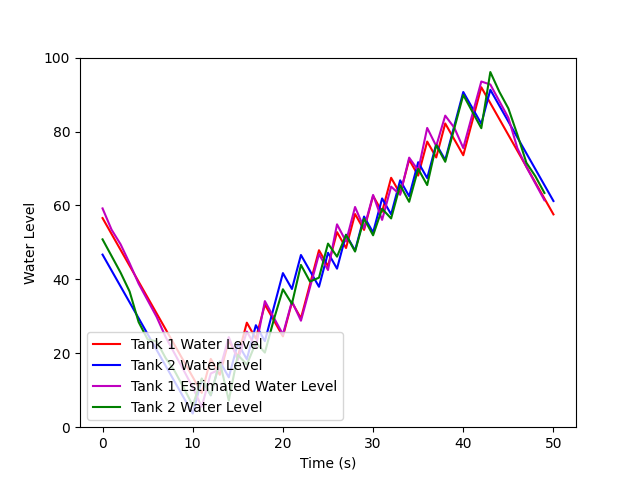 100
80
60
40
20
0
Water Level
Tank 1 Water Level
Tank 2 Water Level
Tank 1 Estimated Water Level
Tank 2 Water Level
0 10 20 30 40 50
Time (s)